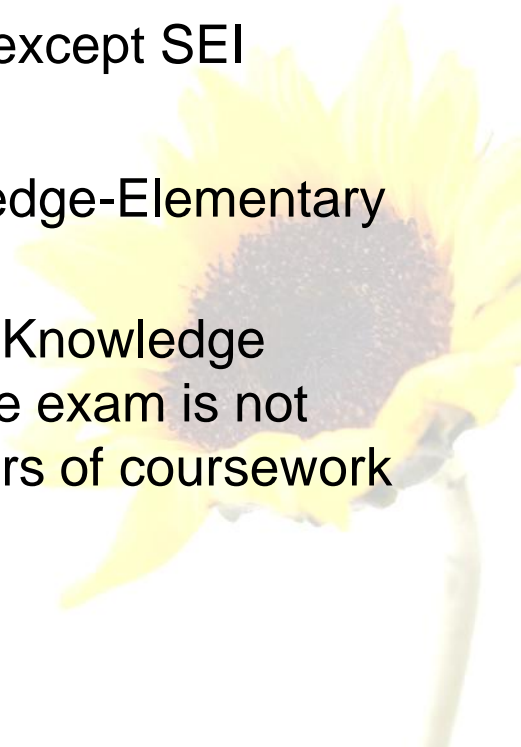 except SEI
edge-Elementary
Knowledge
e exam is not
rs of coursework